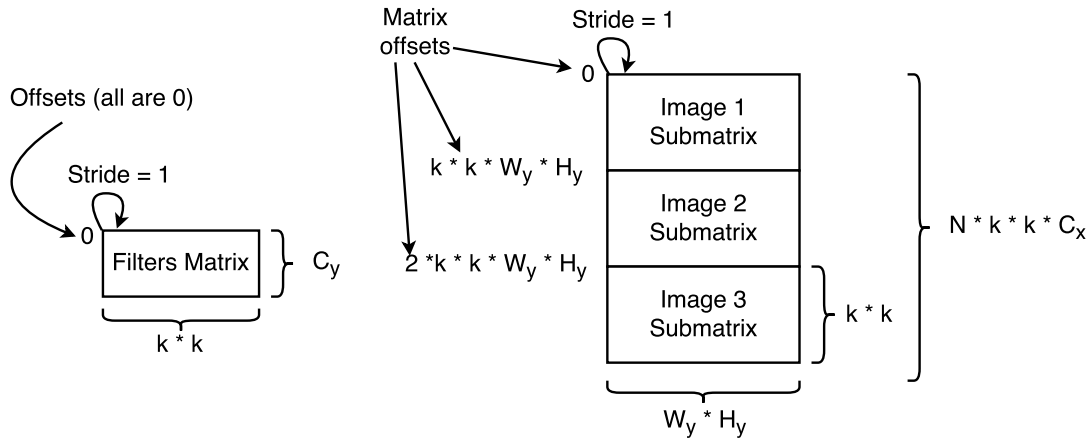 Matrix
offsets
Stride = 1
0
Offsets (all are 0)
Image 1
Submatrix
k * k * W_y * H_y
Stride = 1
Image 2
Submatrix
N * k * k * C_x
0
Filters Matrix
C_y
2 *k * k * W_y * H_y
Image 3
Submatrix
k * k
k * k
W_y * H_y